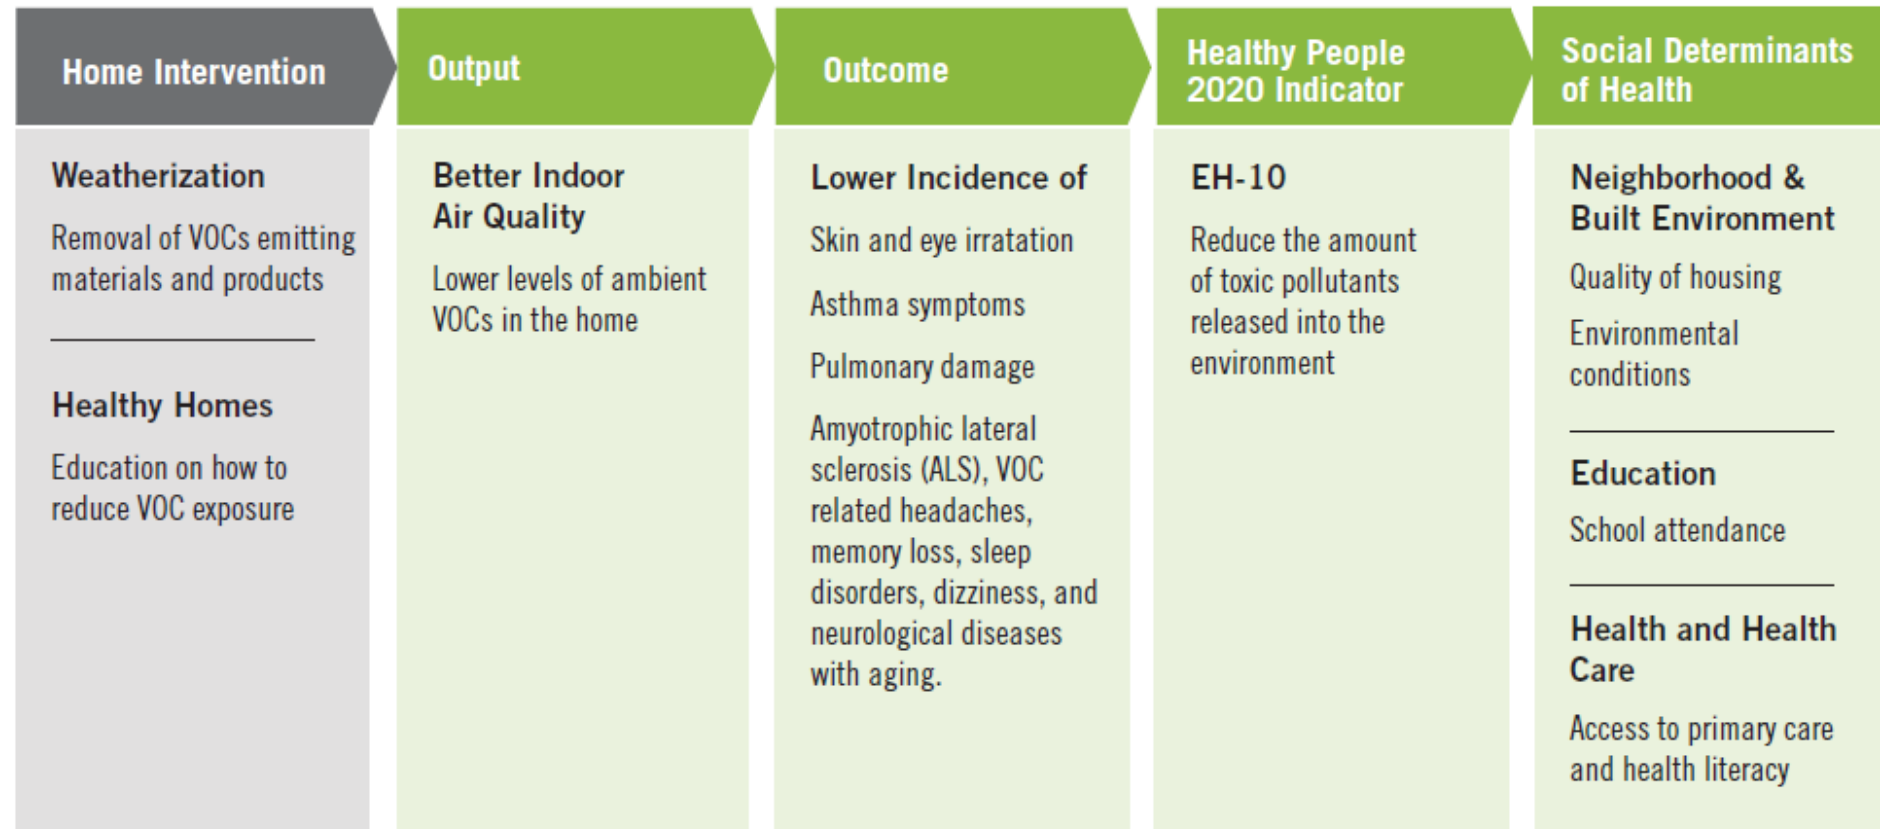 Home Intervention
Output
Outcome
Healthy People
2020 Indicator
Social Determinants
of Health
Weatherization
Removal of VOCs emitting
materials and products
Healthy Homes
Education on how to
reduce VOC exposure
Better Indoor
Air Quality
Lower levels of ambient
VOCs in the home
Lower Incidence of
Skin and eye irratation
Asthma symptoms
Pulmonary damage
Amyotrophic lateral
sclerosis (ALS), VOC
related headaches,
memory loss, sleep
disorders, dizziness, and
neurological diseases
with aging.
EH-10
Reduce the amount
of toxic pollutants
released into the
environment
Neighborhood &
Built Environment
Quality of housing
Environmental
conditions
Education
School attendance
Health and Health
Care
Access to primary care
and health literacy